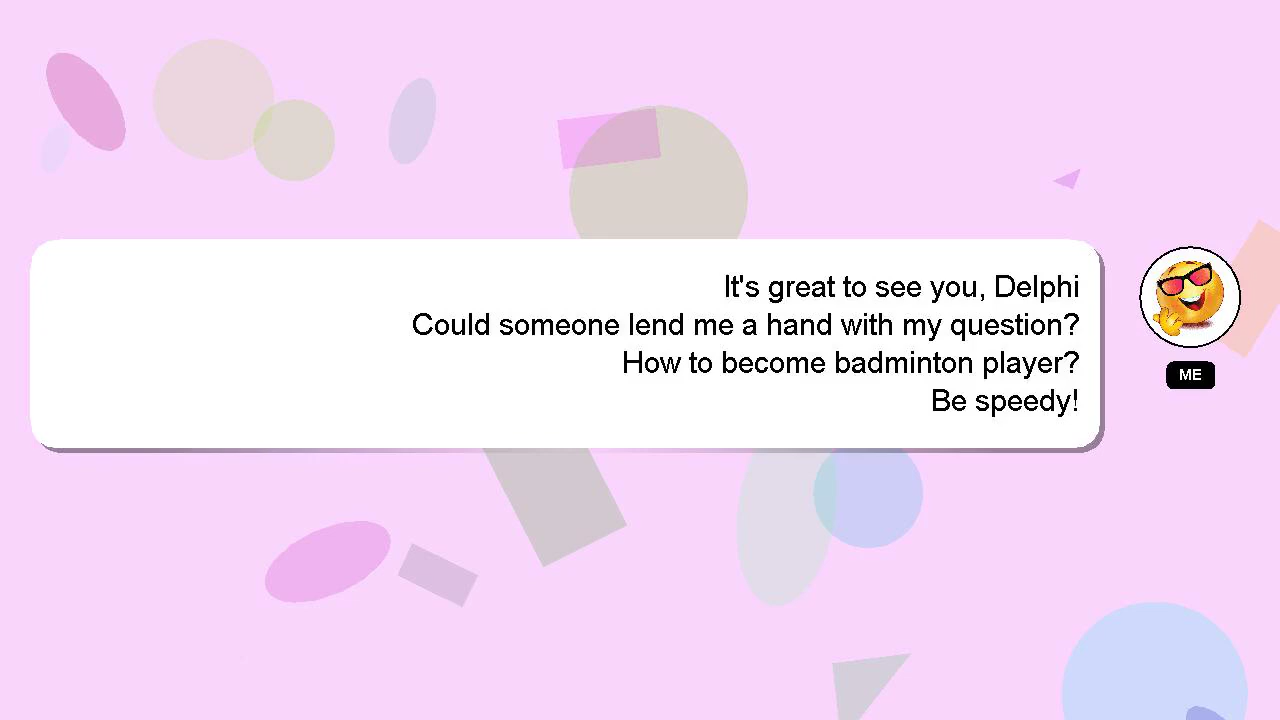 It's great to see you, Delphi
Could someone lend me a hand with my question?
How to become badminton player?
Be speedy!
ME